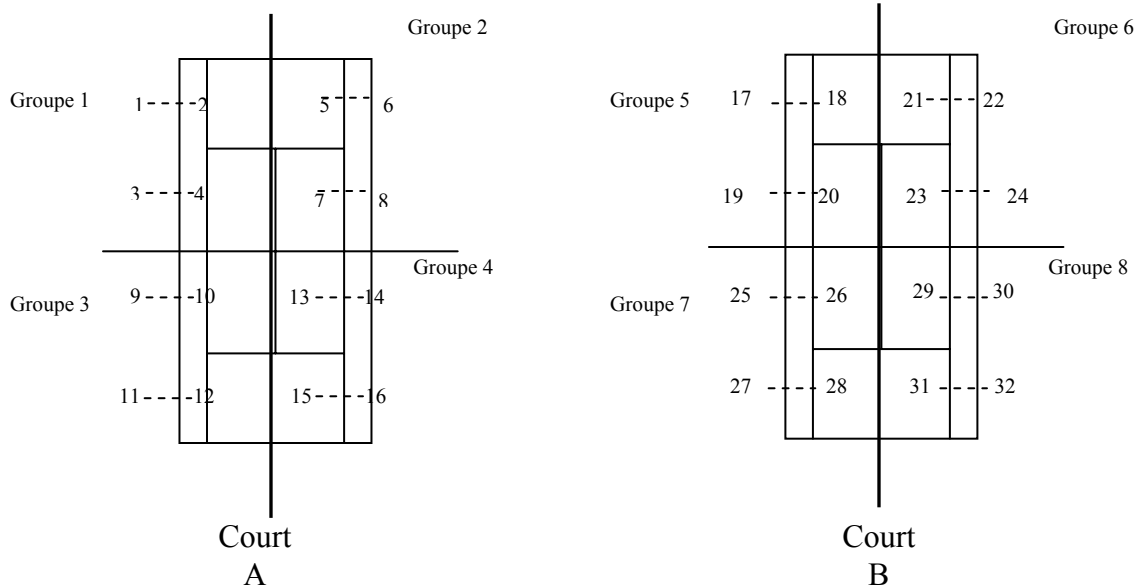 Groupe 2
Groupe 6
Groupe 1
1 2
5 6
Groupe 5
17 18
21 22
3 4
7 8
19 20
23 24
Groupe 4
Groupe 8
Groupe 3
9 10
13 14
Groupe 7
25 26
29 30
11 12
15 16
27 28
31 32
Court
A
Court
B